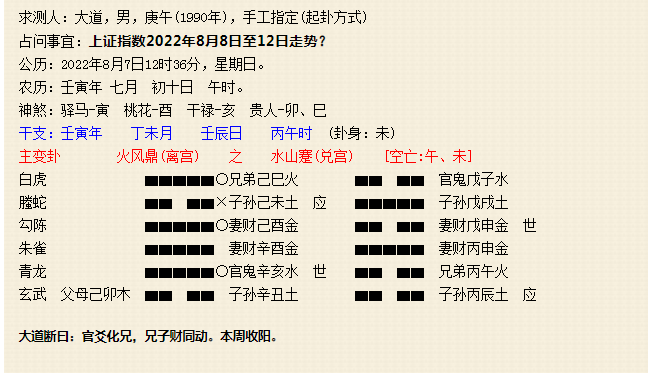 求测人：大道，男，庚午(1990年)，手工指定(起卦方式)
占问事宜：上证指数2022年8月8日至12日走势？
公历：2022年8月7日12时36分，星期日。
农历：壬寅年 七月 初十日 午时。
神煞：驿马-寅 桃花-酉 干禄-亥 贵人-卯、巳
干支：壬寅年 丁未月 壬辰日 丙午时 (卦身：未)
主变卦 火风鼎(离宫) 之 水山蹇(兑宫) [空亡:午、未]
白虎 ○兄弟己巳火 官鬼戊子水
螣蛇 ×子孙己未土 应 子孙戊戌土
勾陈 ○妻财己酉金 妻财戊申金 世
朱雀 妻财辛酉金 妻财丙申金
青龙 ○官鬼辛亥水 世 兄弟丙午火
玄武 父母己卯木 子孙辛丑土 子孙丙辰土 应
大道断曰：官爻化兄，兄子财同动。本周收阳。